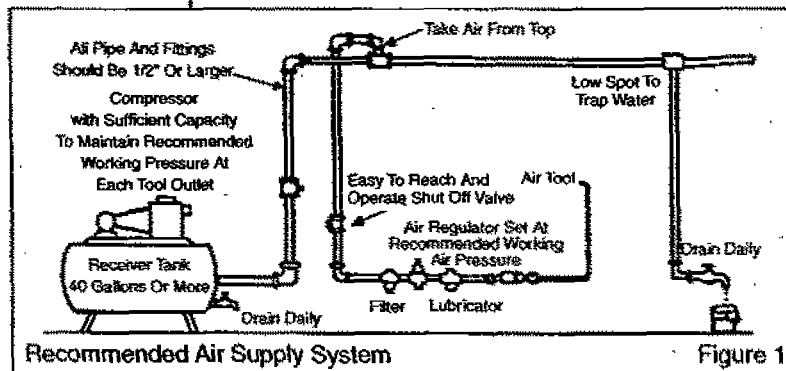 Take Air From Top
All Pipe And Fittings
Should Be 1/2" Or Larger
Compressor
with Sufficient Capacity
To Maintain Recommended
Working Pressure At
Each Tool Outlet
Low Spot To
Trap Water
Easy To Reach And
Operate Shut Off Valve
Air Tool
Air Regulator Set At
Recommended Working
Air Pressure
Drain Daily
Receiver Tank
40 Gallons Or More
Drain Daily
Filter
Lubricator
Recommended Air Supply System
Figure 1